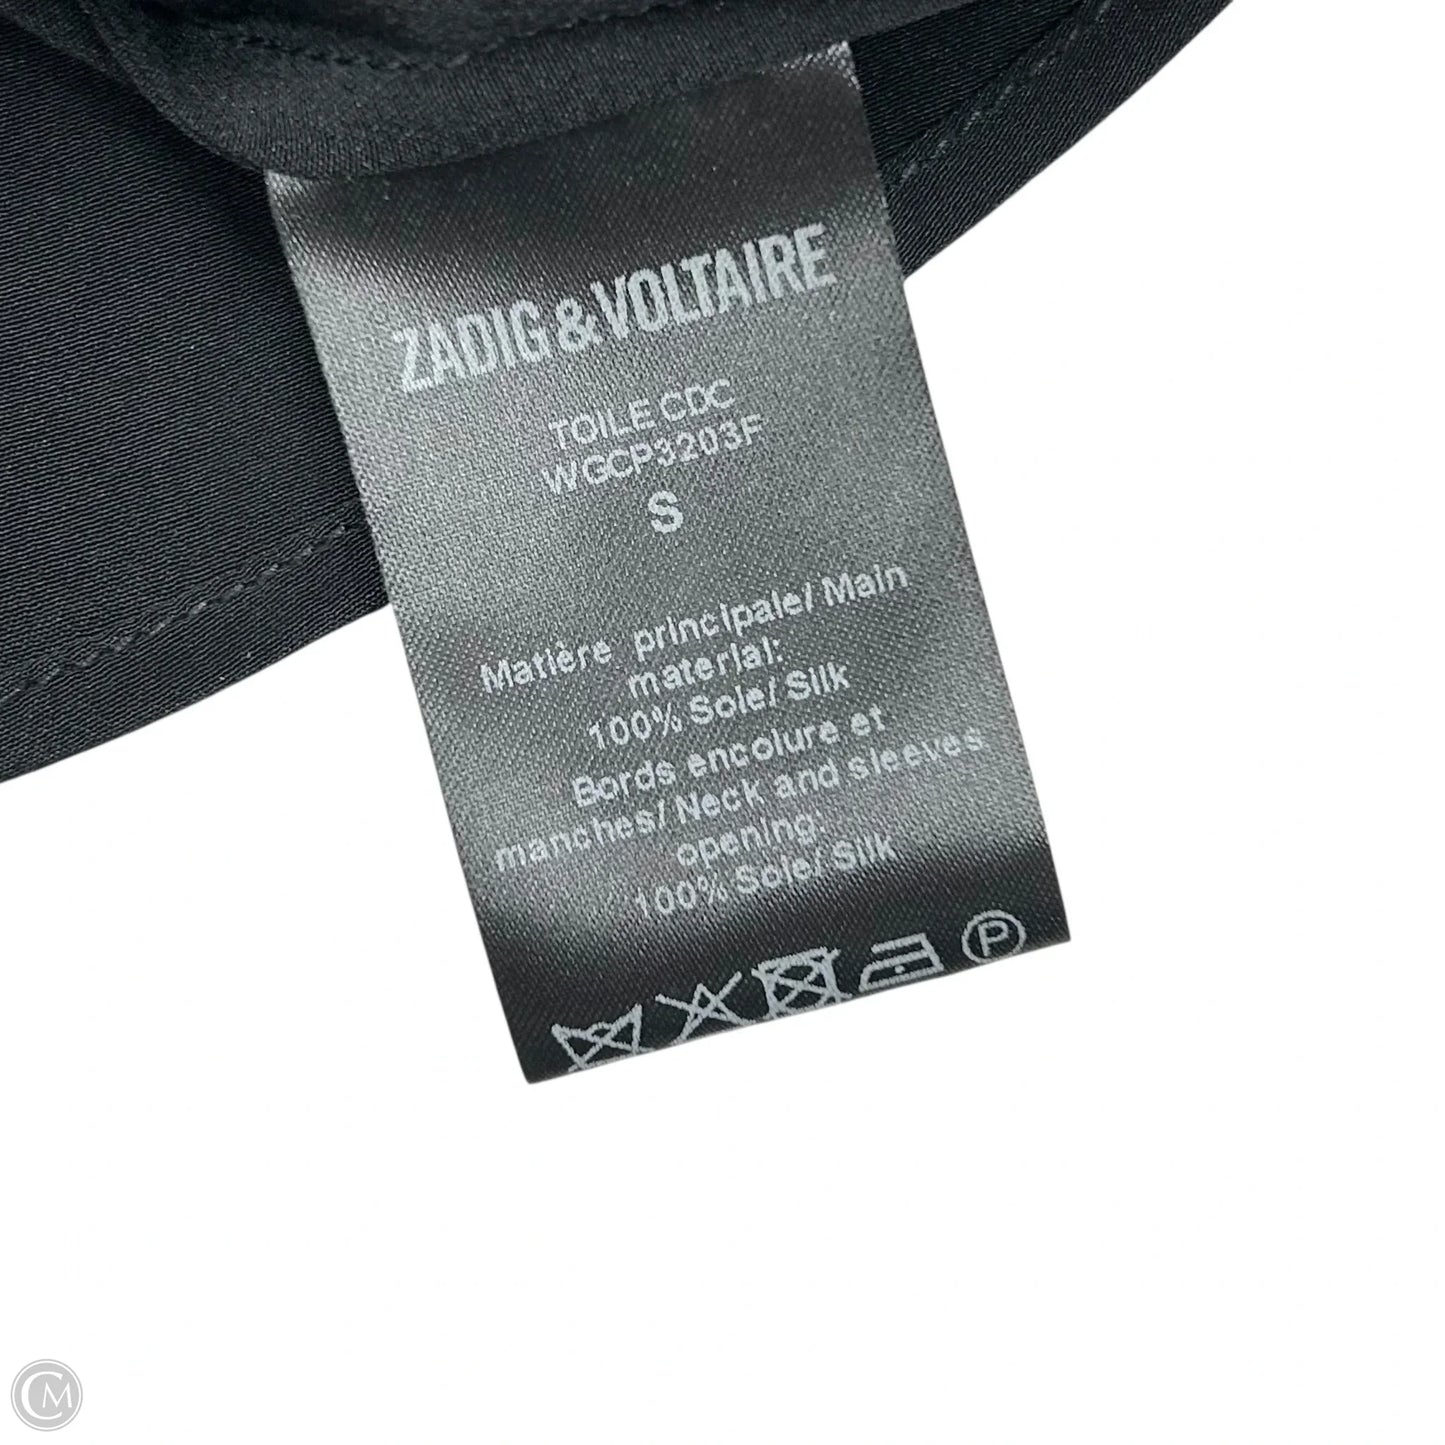 ZADIG&VOLTAIRE
TOILE CDC
WGCP3203F
S
Matière principale/ Main
material:
100% Soie/ Silk
Bords encolure et
manches/ Neck and sleeves
opening:
100% Soie/ Silk
P
CM